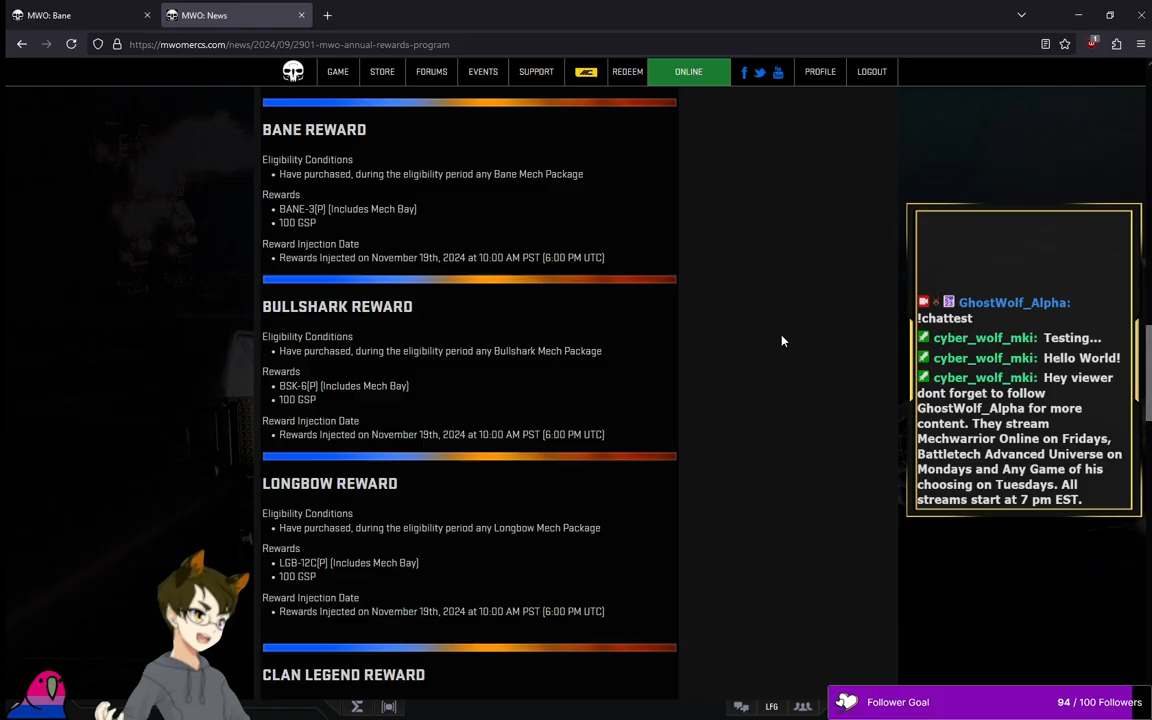 MWO: Bane
MWO: News
https://mwomercs.com/news/2024/09/2901-mwo-annual-rewards-program
1
GAME
STORE
FORUMS
EVENTS
SUPPORT
MC
REDEEM
ONLINE
PROFILE
LOGOUT
BANE REWARD
Eligibility Conditions
• Have purchased, during the eligibility period any Bane Mech Package
Rewards
• BANE-3(P) (Includes Mech Bay)
• 100 GSP
Reward Injection Date
• Rewards Injected on November 19th, 2024 at 10:00 AM PST (6:00 PM UTC)
BULLSHARK REWARD
Eligibility Conditions
• Have purchased, during the eligibility period any Bullshark Mech Package
Rewards
• BSK-6(P) (Includes Mech Bay)
• 100 GSP
Reward Injection Date
• Rewards Injected on November 19th, 2024 at 10:00 AM PST (6:00 PM UTC)
LONGBOW REWARD
Eligibility Conditions
• Have purchased, during the eligibility period any Longbow Mech Package
Rewards
• LGB-12C(P) (Includes Mech Bay)
• 100 GSP
Reward Injection Date
• Rewards Injected on November 19th, 2024 at 10:00 AM PST (6:00 PM UTC)
CLAN LEGEND REWARD
GhostWolf_Alpha:
!chattest
cyber_wolf_mki: Testing...
cyber_wolf_mki: Hello World!
cyber_wolf_mki: Hey viewer
dont forget to follow
GhostWolf_Alpha for more
content. They stream
Mechwarrior Online on Fridays,
Battletech Advanced Universe on
Mondays and Any Game of his
choosing on Tuesdays. All
streams start at 7 pm EST.
LFG
Follower Goal
94 / 100 Followers